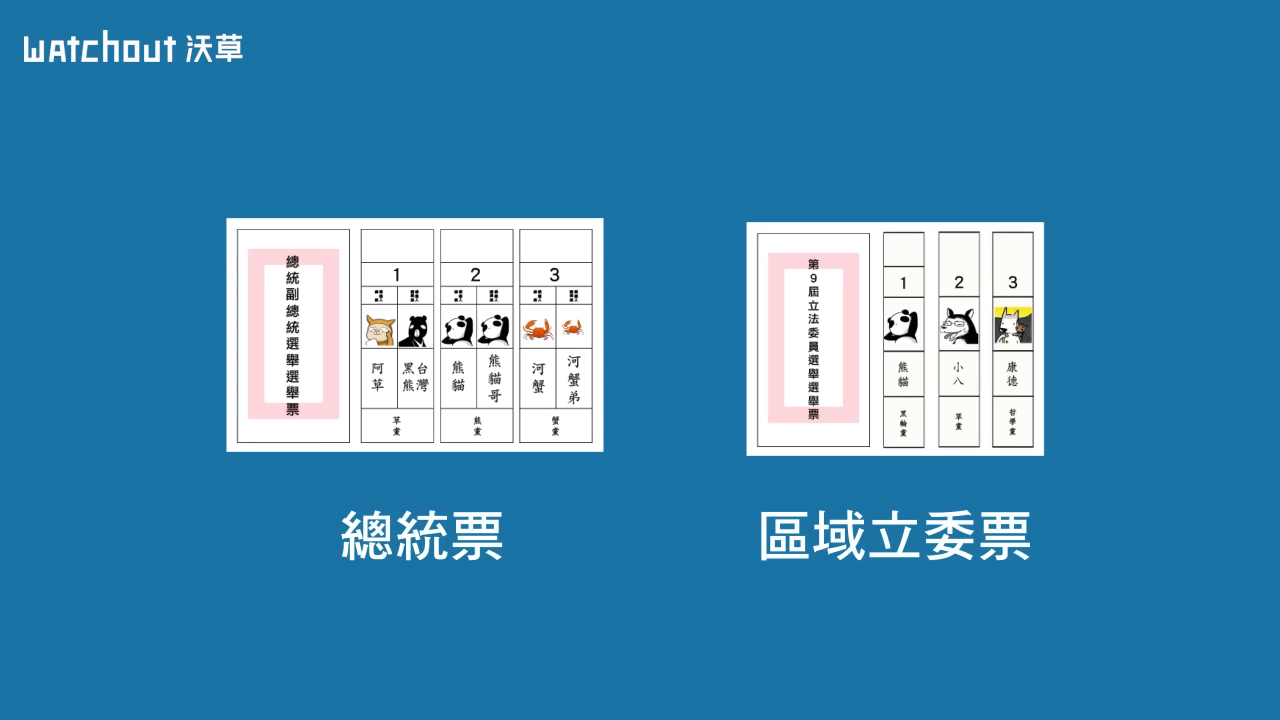 watchout 沃草
總統副總統選舉選舉票
1
2
3
阿草
台灣黑熊
熊貓
熊貓哥
河蟹
河蟹弟
草黨
熊黨
蟹黨
第9屆立法委員選舉選舉票
1
2
3
熊貓
小八
康德
黑輪黨
草黨
哲學黨
總統票
區域立委票